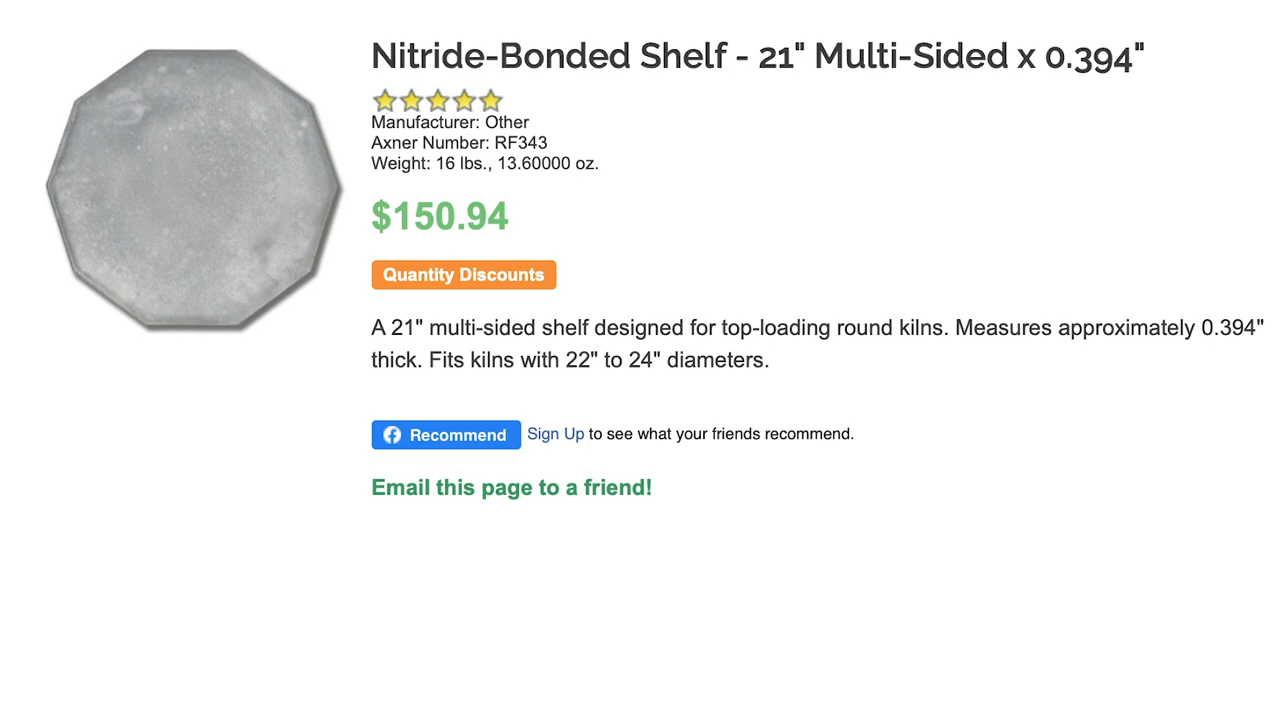 Nitride-Bonded Shelf - 21" Multi-Sided x 0.394"
Manufacturer: Other
Axner Number: RF343
Weight: 16 lbs., 13.60000 oz.
$150.94
Quantity Discounts
A 21" multi-sided shelf designed for top-loading round kilns. Measures approximately 0.394"
thick. Fits kilns with 22" to 24" diameters.
Recommend Sign Up to see what your friends recommend.
Email this page to a friend!